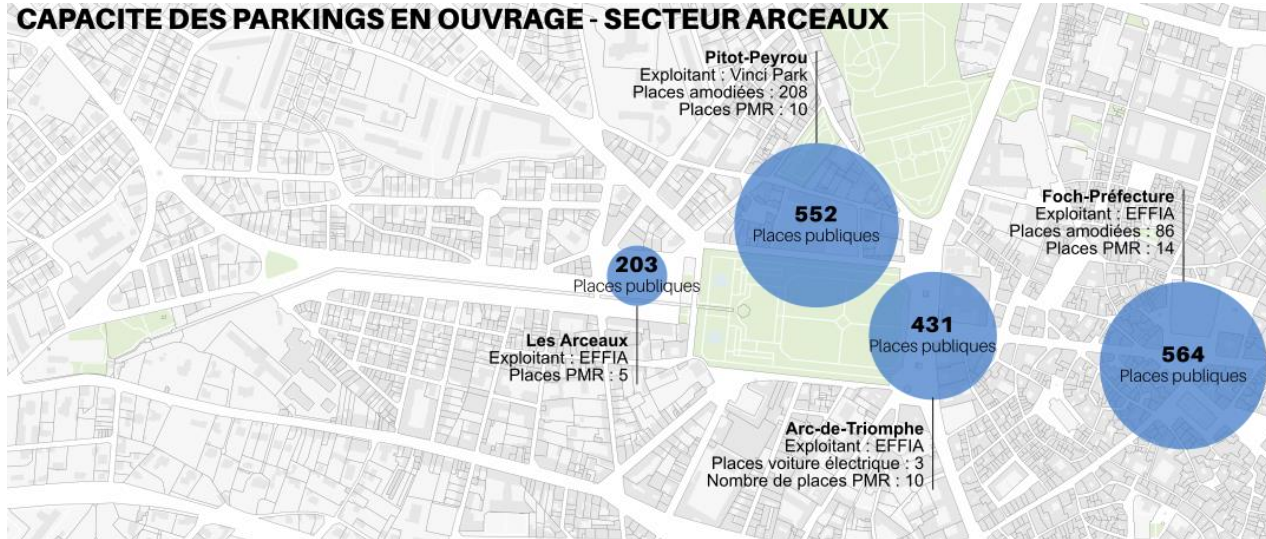 CAPACITE DES PARKINGS EN OUVRAGE - SECTEUR ARCEAUX
Pitot-Peyrou
Exploitant : Vinci Park
Places amodiées : 208
Places PMR : 10
552
Places publiques
Foch-Préfecture
Exploitant : EFFIA
Places amodiées : 86
Places PMR : 14
203
Places publiques
Les Arceaux
Exploitant : EFFIA
Places PMR : 5
431
Places publiques
564
Places publiques
Arc-de-Triomphe
Exploitant : EFFIA
Places voiture électrique : 3
Nombre de places PMR : 10